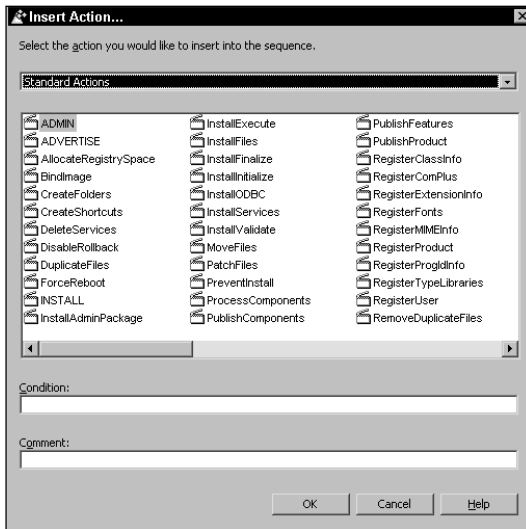 Insert Action...
Select the action you would like to insert into the sequence.
Standard Actions
ADMIN
ADVERTISE
AllocateRegistrySpace
BindImage
CreateFolders
CreateShortcuts
DeleteServices
DisableRollback
DuplicateFiles
ForceReboot
INSTALL
InstallAdminPackage
InstallExecute
InstallFiles
InstallFinalize
InstallInitialize
InstallODBC
InstallServices
InstallValidate
MoveFiles
PatchFiles
PreventInstall
ProcessComponents
PublishComponents
PublishFeatures
PublishProduct
RegisterClassInfo
RegisterComPlus
RegisterExtensionInfo
RegisterFonts
RegisterMIMEInfo
RegisterProduct
RegisterProgIdInfo
RegisterTypeLibraries
RegisterUser
RemoveDuplicateFiles
Condition:
Comment:
OK
Cancel
Help